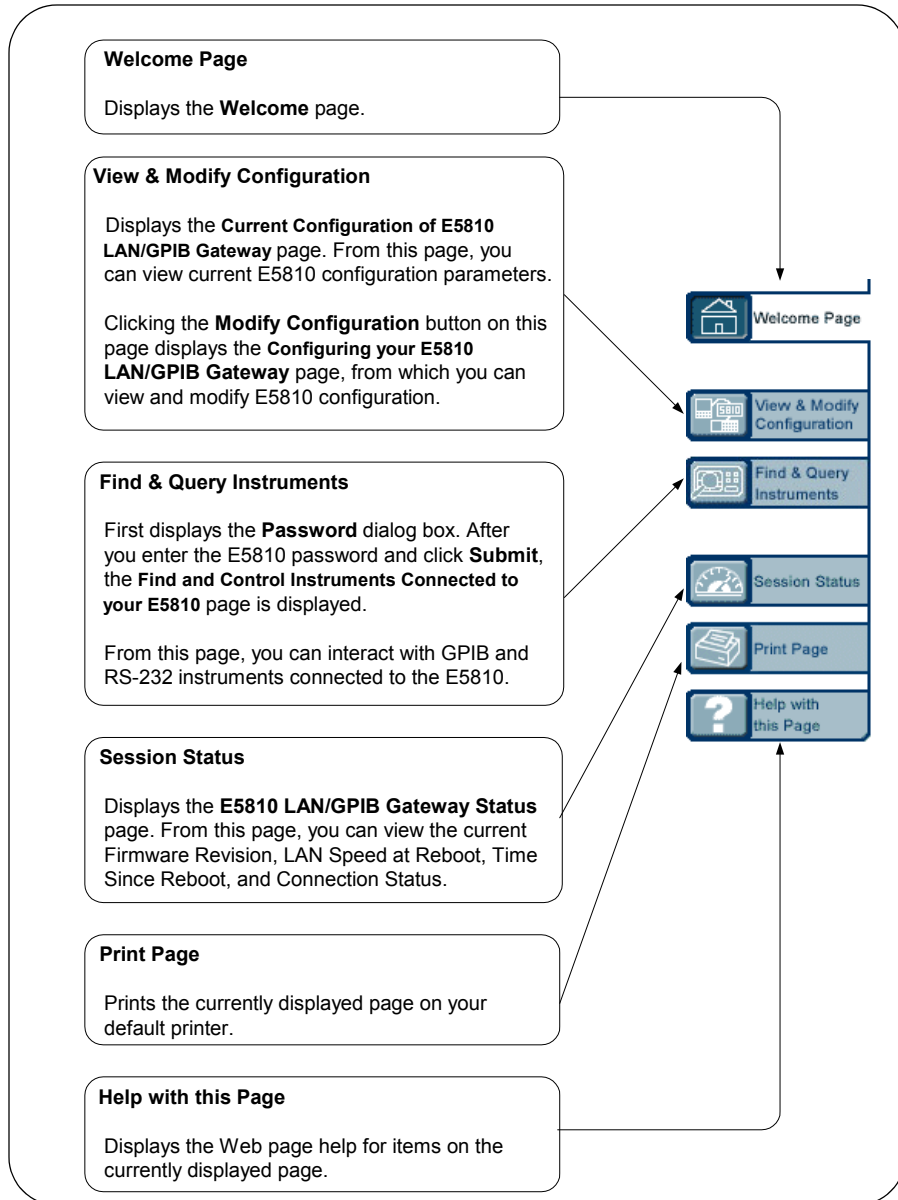 Welcome Page
Displays the Welcome page.
View & Modify Configuration
Displays the Current Configuration of E5810
LAN/GPIB Gateway page. From this page, you
can view current E5810 configuration parameters.
Clicking the Modify Configuration button on this
page displays the Configuring your E5810
LAN/GPIB Gateway page, from which you can
view and modify E5810 configuration.
Find & Query Instruments
First displays the Password dialog box. After
you enter the E5810 password and click Submit,
the Find and Control Instruments Connected to
your E5810 page is displayed.
From this page, you can interact with GPIB and
RS-232 instruments connected to the E5810.
Session Status
Displays the E5810 LAN/GPIB Gateway Status
page. From this page, you can view the current
Firmware Revision, LAN Speed at Reboot, Time
Since Reboot, and Connection Status.
Print Page
Prints the currently displayed page on your
default printer.
Help with this Page
Displays the Web page help for items on the
currently displayed page.
Welcome Page
5810
View & Modify
Configuration
Find & Query
Instruments
Session Status
Print Page
?
Help with
this Page